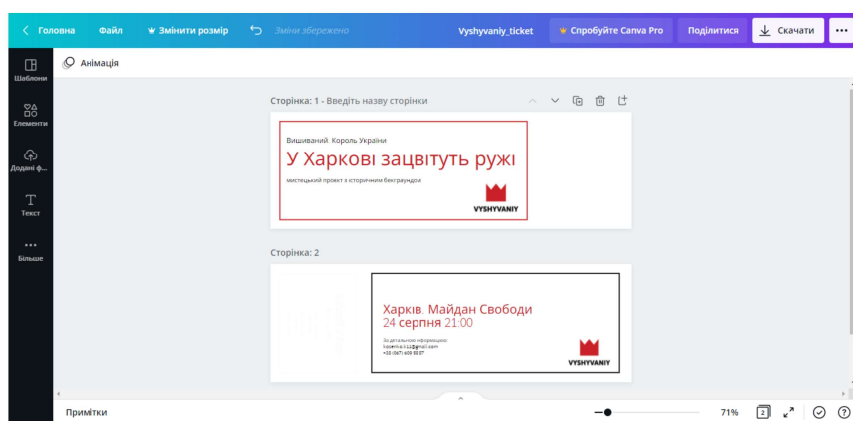 Головна Файл Змінити розмір Зміни збережено Vyshyvaniy_ticket Спробуйте Canva Pro Поділитися Скачати
Анімація
Шаблони
Елементи
Додані ф...
Текст
Більше
Сторінка: 1 - Введіть назву сторінки
Вишиваний. Король України
У Харкові зацвітуть ружі
мистецький проєкт з історичним бекграундом
VYSHYVANIY
Сторінка: 2
Харків. Майдан Свободи
24 серпня 21:00
За детальною інформацією:
VYSHYVANIY
Примітки 71% 2